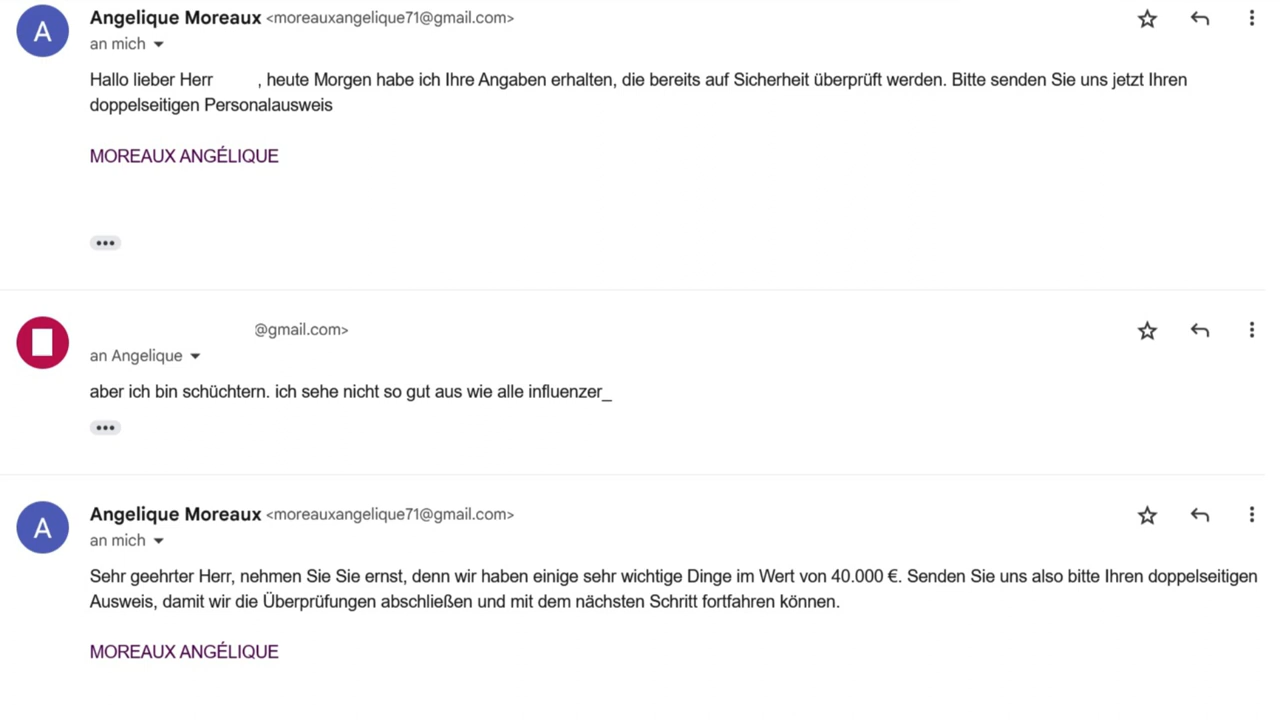 A
Angelique Moreaux <moreauxangelique71@gmail.com>
an mich
Hallo lieber Herr , heute Morgen habe ich Ihre Angaben erhalten, die bereits auf Sicherheit überprüft werden. Bitte senden Sie uns jetzt Ihren
doppelseitigen Personalausweis
MOREAUX ANGÉLIQUE
@gmail.com>
an Angelique
aber ich bin schüchtern. ich sehe nicht so gut aus wie alle influenzer_
A
Angelique Moreaux <moreauxangelique71@gmail.com>
an mich
Sehr geehrter Herr, nehmen Sie Sie ernst, denn wir haben einige sehr wichtige Dinge im Wert von 40.000 €. Senden Sie uns also bitte Ihren doppelseitigen
Ausweis, damit wir die Überprüfungen abschließen und mit dem nächsten Schritt fortfahren können.
MOREAUX ANGÉLIQUE